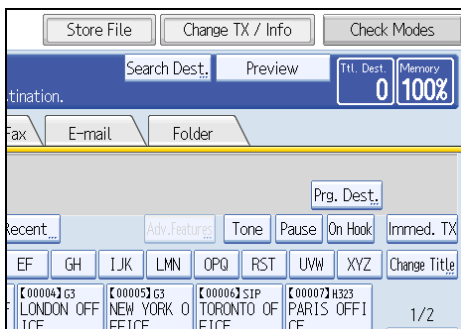 Store File Change TX / Info Check Modes
Search Dest. Preview Ttl. Dest. Memory
tination. 0 100%
Fax E-mail Folder
Prg. Dest.
Recent Adv.Features Tone Pause On Hook Immed. TX
EF GH IJK LMN OPQ RST UVW XYZ Change Title
【00004】G3 【00005】G3 【00006】SIP 【00007】H323
LONDON OFF NEW YORK O TORONTO OF PARIS OFFI 1/2
ICE FFICE FICE CE